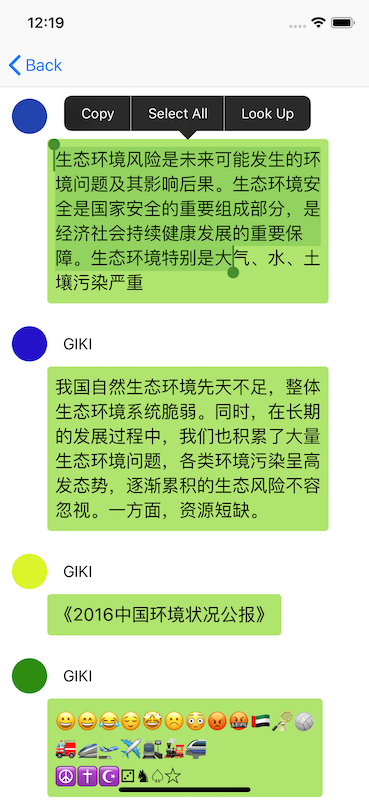 12:19
Back
Copy Select All Look Up
生态环境风险是未来可能发生的环
境问题及其影响后果。生态环境安
全是国家安全的重要组成部分，是
经济社会持续健康发展的重要保
障。生态环境特别是大气、水、土
壤污染严重
GIKI
我国自然生态环境先天不足，整体
生态环境系统脆弱。同时，在长期
的发展过程中，我们也积累了大量
生态环境问题，各类环境污染呈高
发态势，逐渐累积的生态风险不容
忽视。一方面，资源短缺。
GIKI
《2016中国环境状况公报》
GIKI
😀😄😂😌😍☹️😳😡🤬🇦🇪🎾🏐
🚒🚄🛫✈️💺🚂🚅
☮️✝️☪️⚂♞♤☆